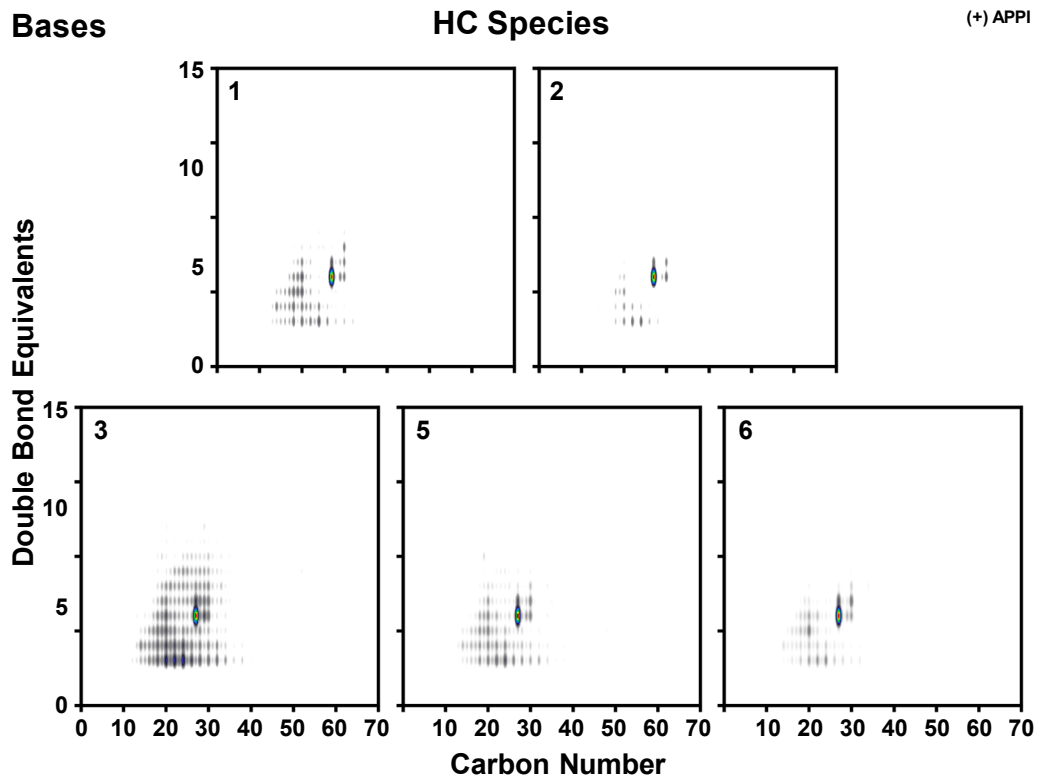 Bases
HC Species
(+) APPI
15
1
2
10
5
0
Double Bond Equivalents
15
3
5
6
10
5
0
0 10 20 30 40 50 60 70
10 20 30 40 50 60 70
10 20 30 40 50 60 70
Carbon Number